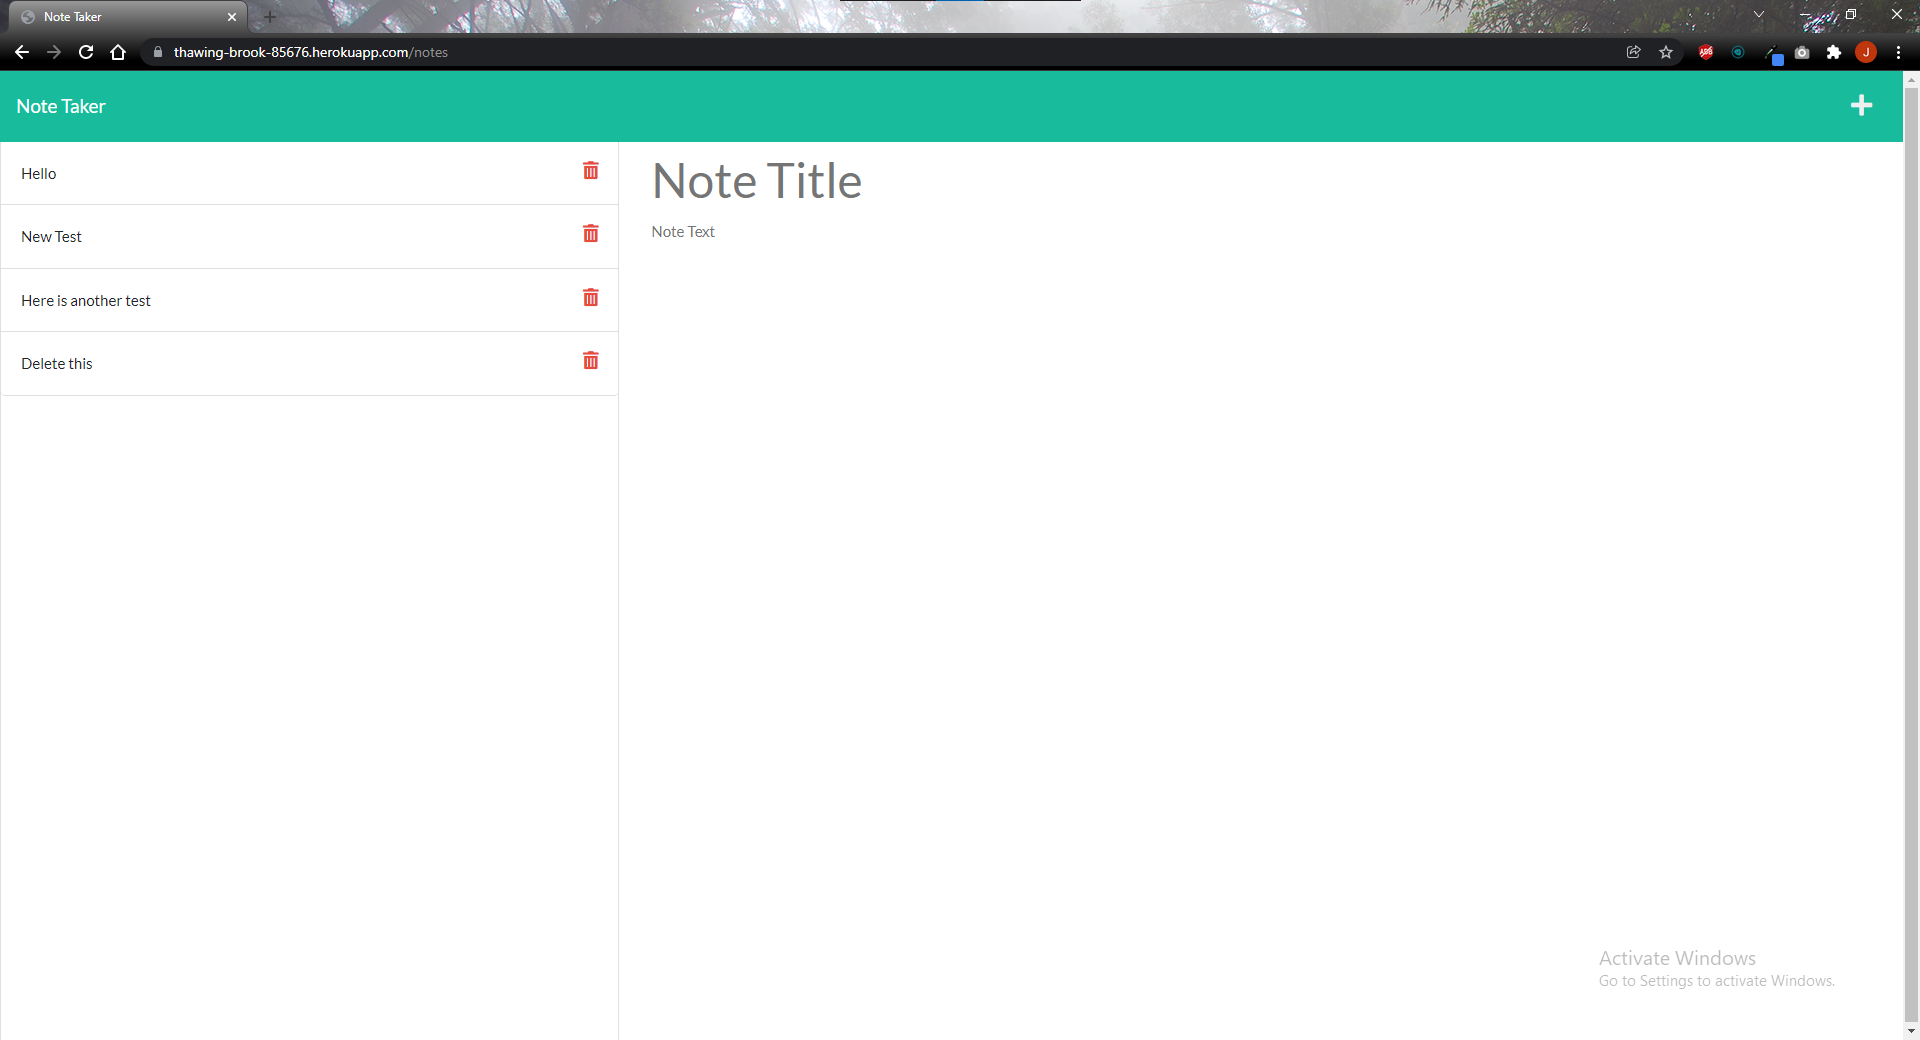 Note Taker
thawing-brook-85676.herokuapp.com/notes
ABP
J
Note Taker
Hello
New Test
Here is another test
Delete this
Note Title
Note Text
Activate Windows
Go to Settings to activate Windows.